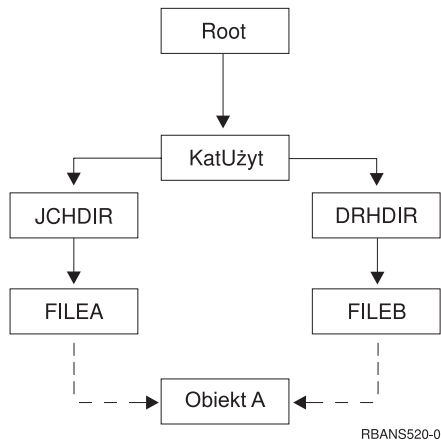 Root
KatUżyt
JCHDIR
DRHDIR
FILEA
FILEB
Obiekt A
RBANS520-0